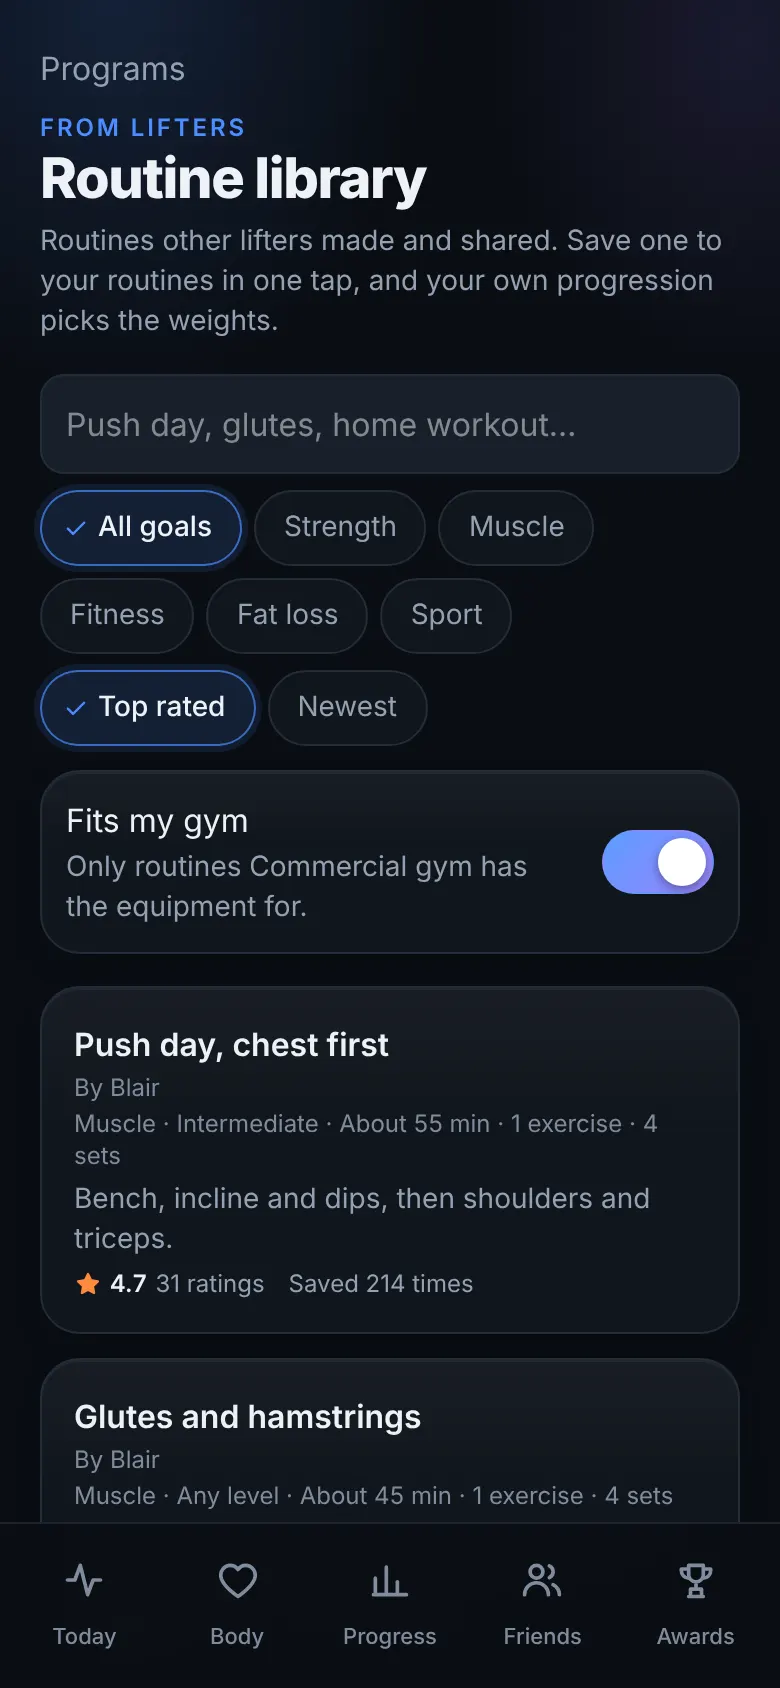 Programs
FROM LIFTERS
Routine library
Routines other lifters made and shared. Save one to
your routines in one tap, and your own progression
picks the weights.
Push day, glutes, home workout...
All goals
Strength
Muscle
Fitness
Fat loss
Sport
Top rated
Newest
Fits my gym
Only routines Commercial gym has
the equipment for.
Push day, chest first
By Blair
Muscle · Intermediate · About 55 min · 1 exercise · 4
sets
Bench, incline and dips, then shoulders and
triceps.
4.7 31 ratings Saved 214 times
Glutes and hamstrings
By Blair
Muscle · Any level · About 45 min · 1 exercise · 4 sets
Today
Body
Progress
Friends
Awards